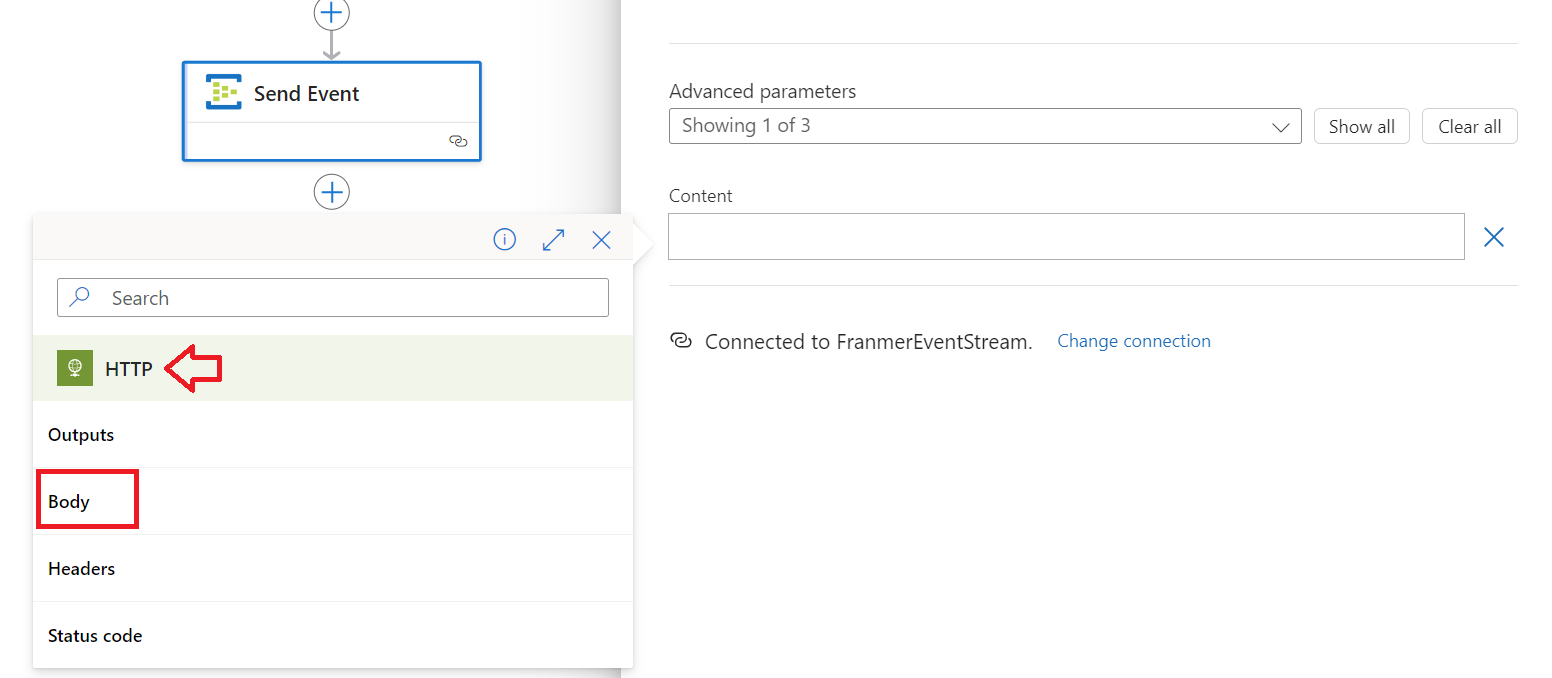 Send Event
Search
HTTP
Outputs
Body
Headers
Status code
Advanced parameters
Showing 1 of 3
Show all
Clear all
Content
Connected to FranmerEventStream.
Change connection